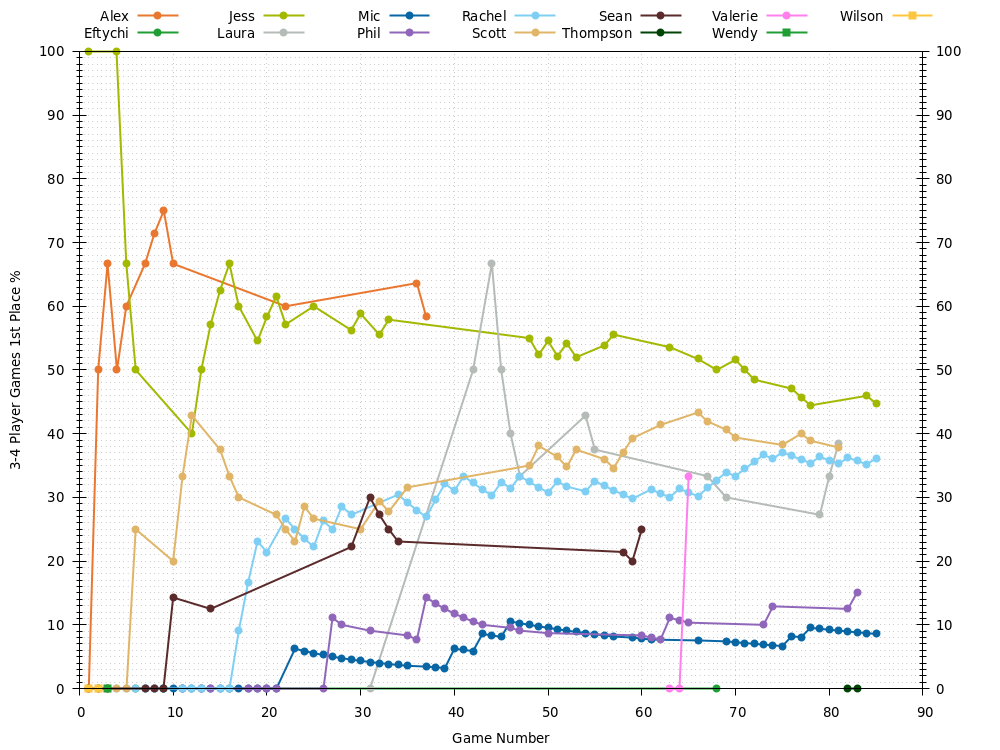 Alex Jess Mic Rachel Sean Valerie Wilson
Eftychi Laura Phil Scott Thompson Wendy
100 100
90 90
80 80
70 70
60 60
50 50
40 40
30 30
20 20
10 10
0 0
3-4 Player Games 1st Place %
0 10 20 30 40 50 60 70 80 90
Game Number